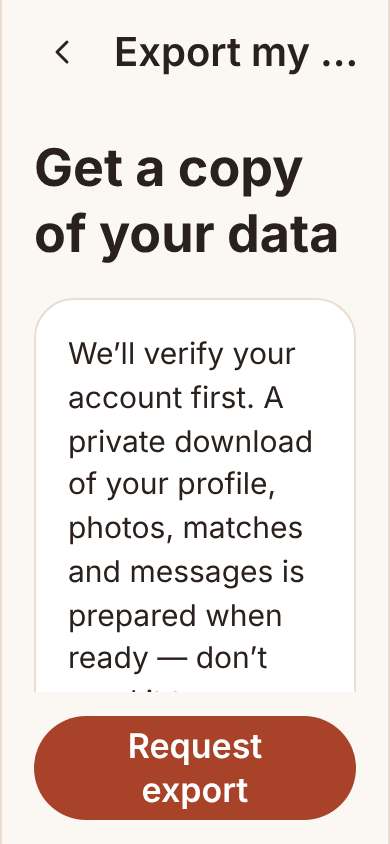 Export my ...
Get a copy
of your data
We’ll verify your
account first. A
private download
of your profile,
photos, matches
and messages is
prepared when
ready — don’t
Request
export